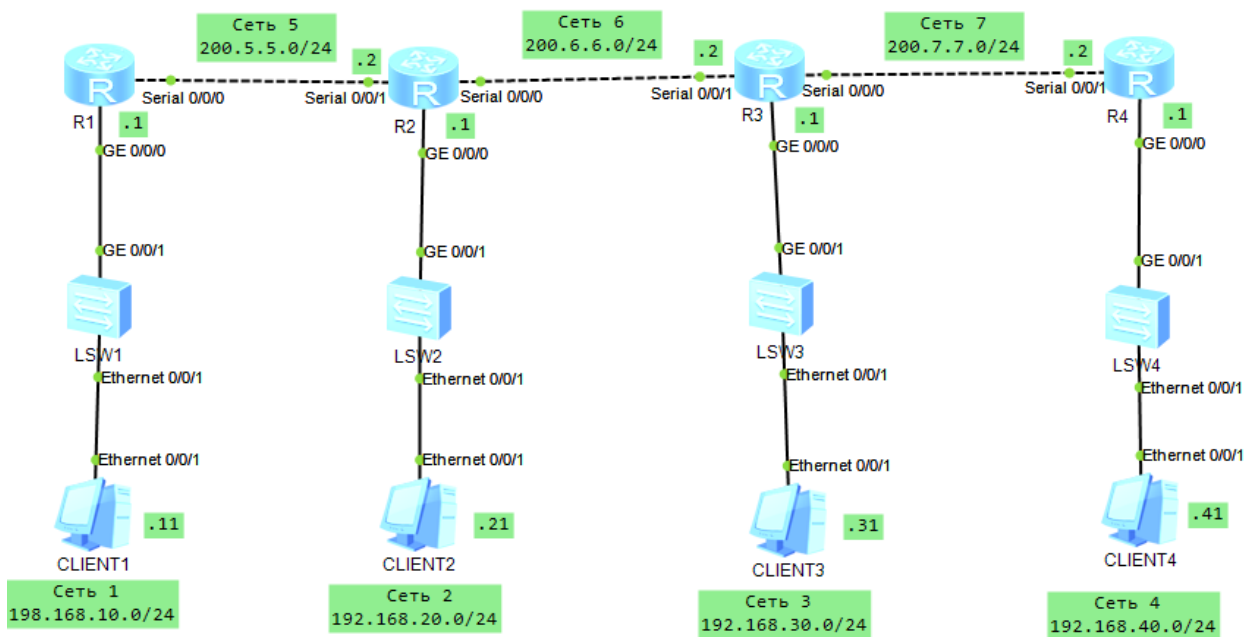 Сеть 5
200.5.5.0/24
Сеть 6
200.6.6.0/24
Сеть 7
200.7.7.0/24
.2
.2
.2
Serial 0/0/0
Serial 0/0/1
Serial 0/0/0
Serial 0/0/1
Serial 0/0/0
Serial 0/0/1
R1
.1
R2
.1
R3
.1
R4
.1
GE 0/0/0
GE 0/0/0
GE 0/0/0
GE 0/0/0
GE 0/0/1
GE 0/0/1
GE 0/0/1
GE 0/0/1
LSW1
LSW2
LSW3
LSW4
Ethernet 0/0/1
Ethernet 0/0/1
Ethernet 0/0/1
Ethernet 0/0/1
Ethernet 0/0/1
Ethernet 0/0/1
Ethernet 0/0/1
Ethernet 0/0/1
.11
.21
.31
.41
CLIENT1
CLIENT2
CLIENT3
CLIENT4
Сеть 1
198.168.10.0/24
Сеть 2
192.168.20.0/24
Сеть 3
192.168.30.0/24
Сеть 4
192.168.40.0/24